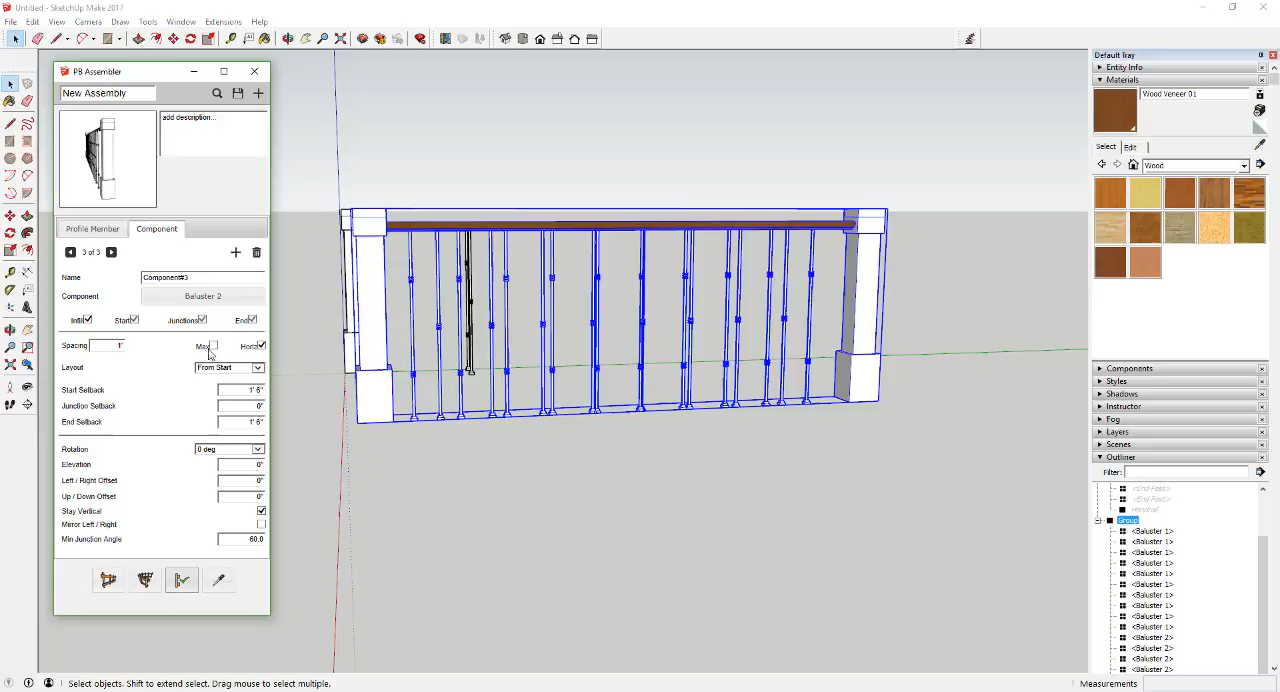 Untitled - SketchUp Make 2017
File Edit View Camera Draw Tools Window Extensions Help
PB Assembler
New Assembly
add description...
Profile Member Component
3 of 3
Name Component#3
Component Baluster 2
Infill Start Junctions End
Spacing 1' Max Horiz
Layout From Start
Start Setback 1' 6"
Junction Setback 0"
End Setback 1' 6"
Rotation 0 deg
Elevation 0"
Left / Right Offset 0"
Up / Down Offset 0"
Stay Vertical
Mirror Left / Right
Min Junction Angle 60.0
Default Tray
Entity Info
Materials
Wood Veneer 01
Select Edit
Wood
Components
Styles
Shadows
Instructor
Fog
Layers
Scenes
Outliner
Filter:
<End Post>
<End Post>
Handrail
Group
<Baluster 1>
<Baluster 1>
<Baluster 1>
<Baluster 1>
<Baluster 1>
<Baluster 1>
<Baluster 1>
<Baluster 1>
<Baluster 1>
<Baluster 1>
<Baluster 2>
<Baluster 2>
<Baluster 2>
<Baluster 2>
Select objects. Shift to extend select. Drag mouse to select multiple.
Measurements